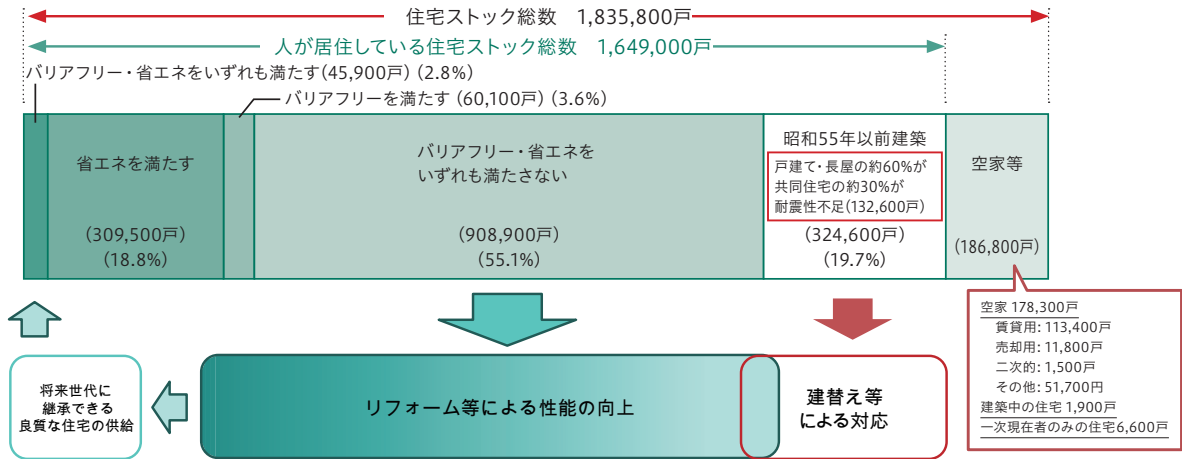 住宅ストック総数 1,835,800戸
人が居住している住宅ストック総数 1,649,000戸
バリアフリー・省エネをいずれも満たす(45,900戸) (2.8%)
バリアフリーを満たす (60,100戸) (3.6%)
省エネを満たす
(309,500戸)
(18.8%)
バリアフリー・省エネを
いずれも満たさない
(908,900戸)
(55.1%)
昭和55年以前建築
戸建て・長屋の約60%が
共同住宅の約30%が
耐震性不足(132,600戸)
(324,600戸)
(19.7%)
空家等
(186,800戸)
空家 178,300戸
賃貸用: 113,400戸
売却用: 11,800戸
二次的: 1,500戸
その他: 51,700円
建築中の住宅 1,900戸
一次現在者のみの住宅6,600戸
将来世代に
継承できる
良質な住宅の供給
リフォーム等による性能の向上
建替え等
による対応